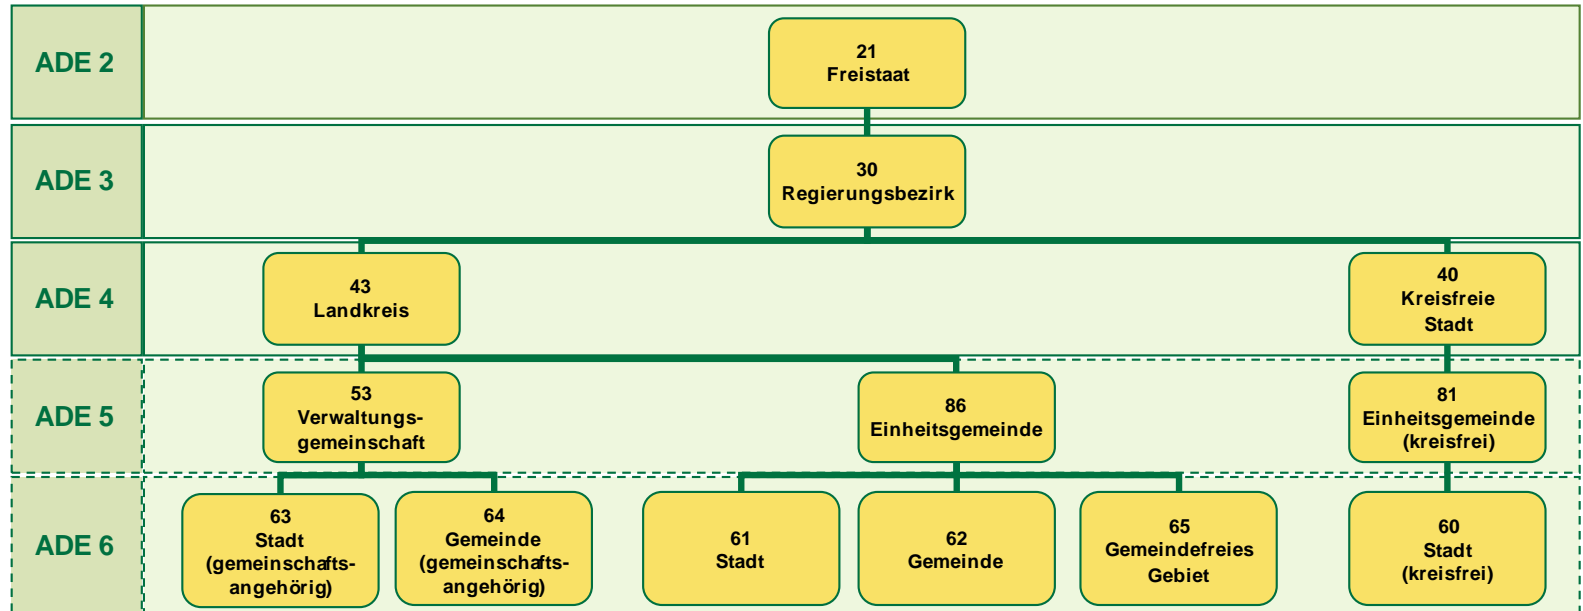 ADE 2
21
Freistaat
ADE 3
30
Regierungsbezirk
ADE 4
43
Landkreis
40
Kreisfreie
Stadt
ADE 5
53
Verwaltungs-
gemeinschaft
86
Einheitsgemeinde
81
Einheitsgemeinde
(kreisfrei)
ADE 6
63
Stadt
(gemeinschafts-
angehörig)
64
Gemeinde
(gemeinschafts-
angehörig)
61
Stadt
62
Gemeinde
65
Gemeindefreies
Gebiet
60
Stadt
(kreisfrei)